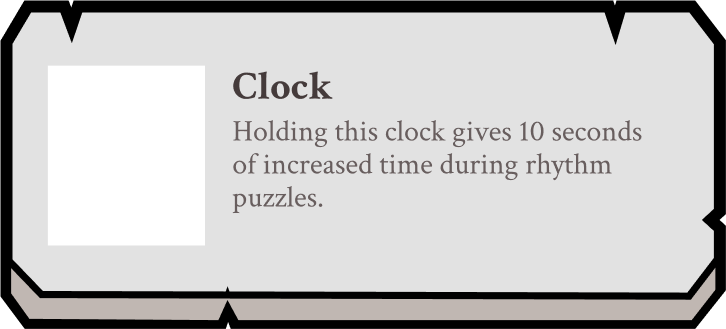 Clock
Holding this clock gives 10 seconds
of increased time during rhythm
puzzles.